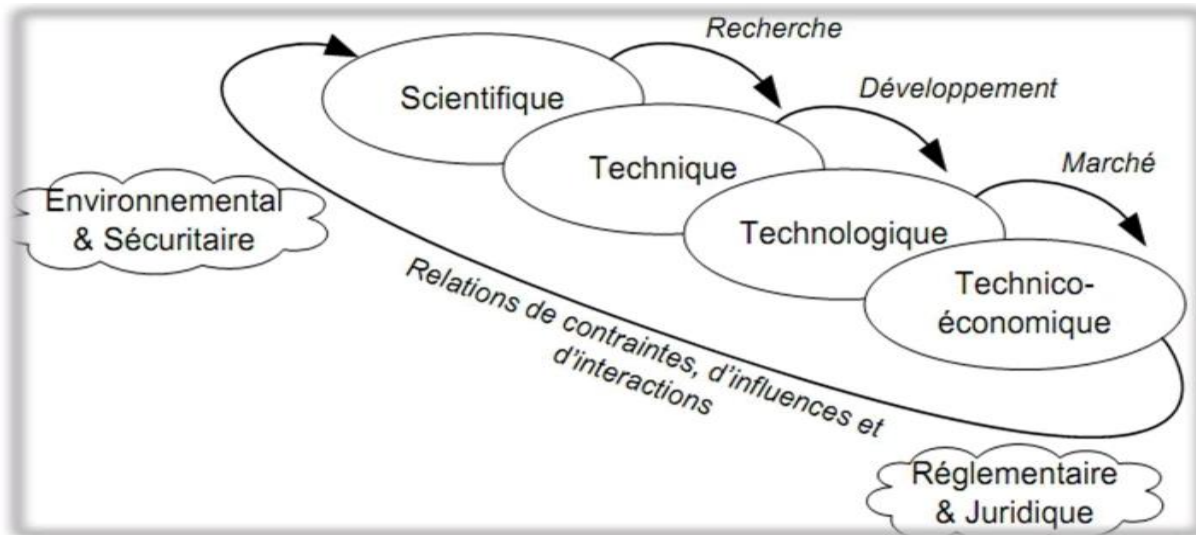 Recherche
Scientifique
Développement
Technique
Marché
Environnemental
& Sécuritaire
Technologique
Relations de contraintes, d'influences et
d'interactions
Technico-
économique
Réglementaire
& Juridique